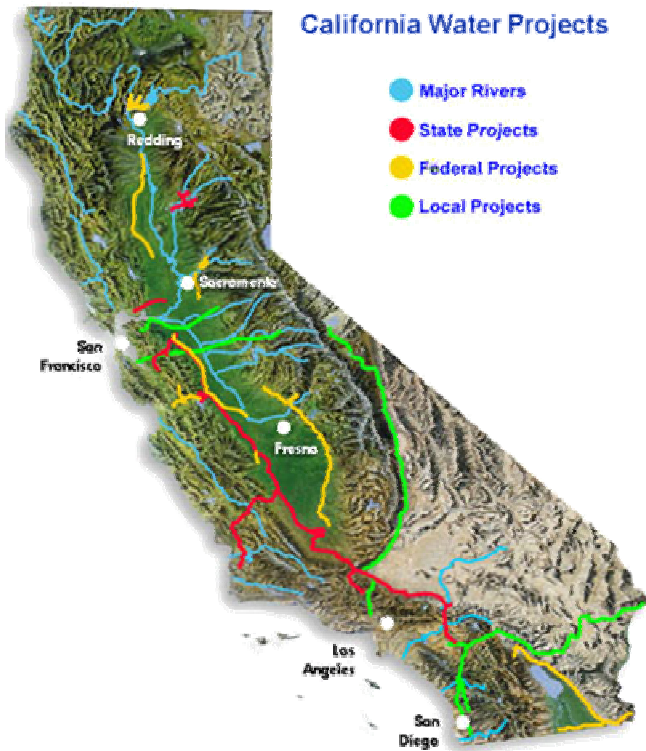 California Water Projects
Major Rivers
State Projects
Federal Projects
Local Projects
Redding
Sacramento
San
Francisco
Fresno
Los
Angeles
San
Diego